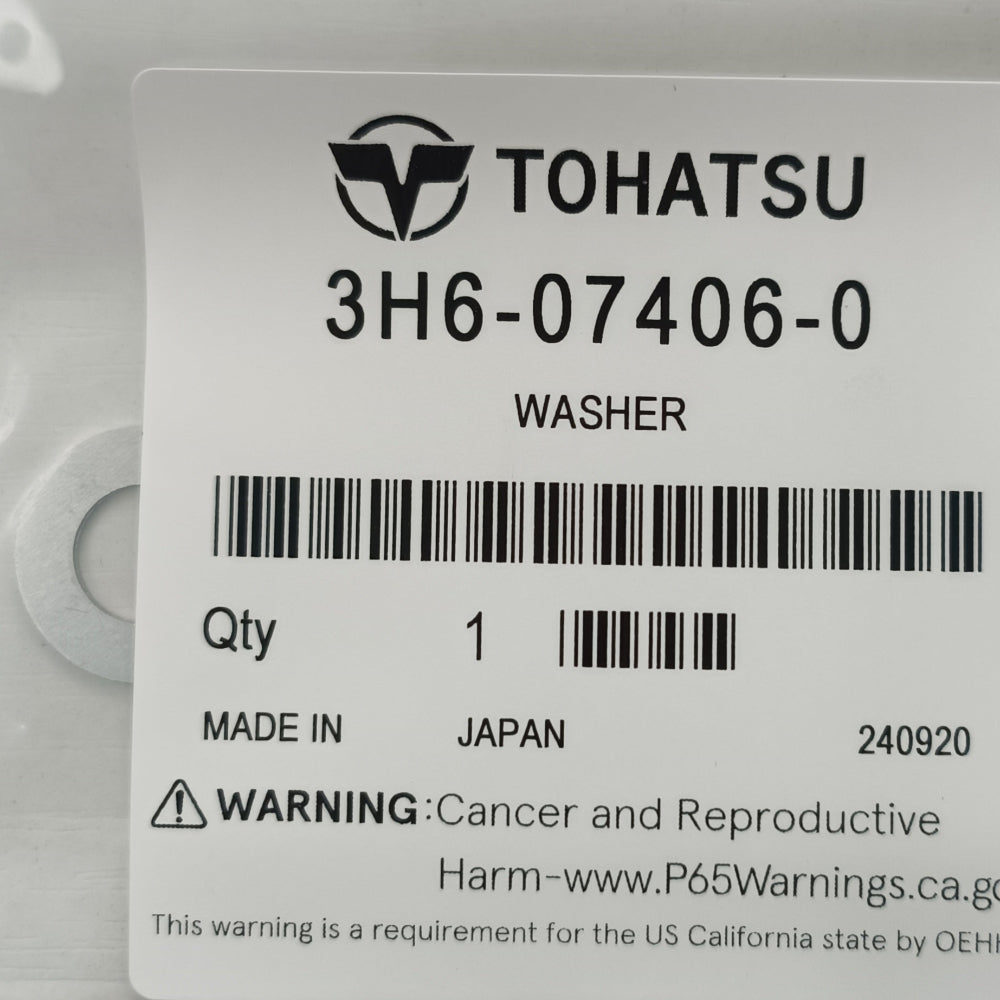 TOHATSU
3H6-07406-0
WASHER
Qty 1
MADE IN JAPAN 240920
WARNING:Cancer and Reproductive
Harm-www.P65Warnings.ca.go
This warning is a requirement for the US California state by OEHH